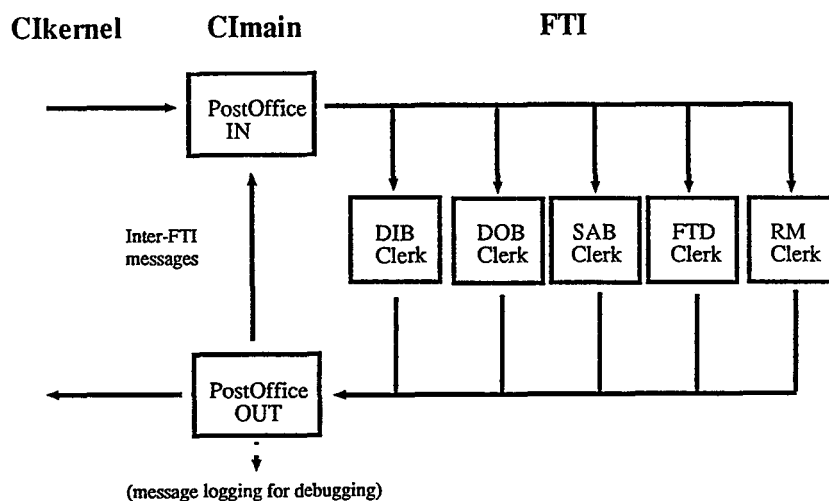 CIkernel
CImain
FTI
PostOffice
IN
DIB
Clerk
DOB
Clerk
SAB
Clerk
FTD
Clerk
RM
Clerk
Inter-FTI
messages
PostOffice
OUT
(message logging for debugging)